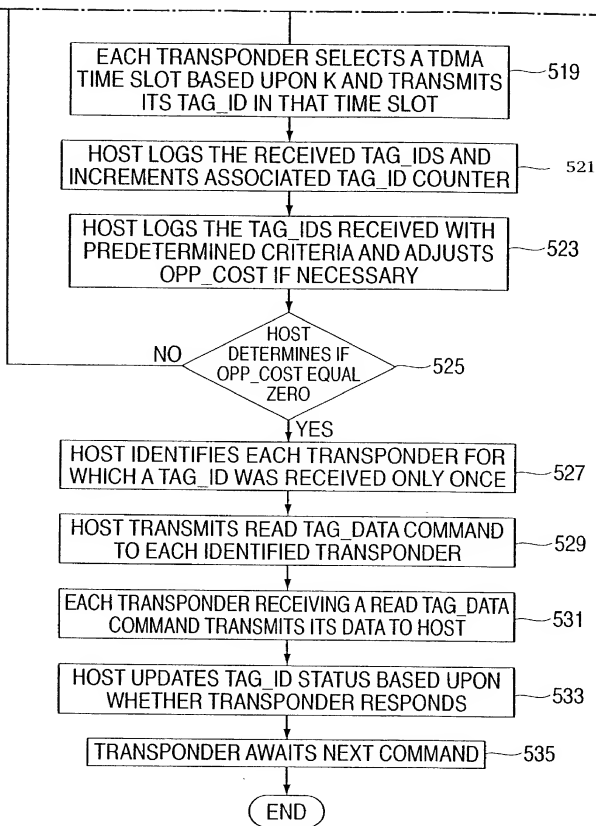 EACH TRANSPONDER SELECTS A TDMA
TIME SLOT BASED UPON K AND TRANSMITS
ITS TAG_ID IN THAT TIME SLOT
519
HOST LOGS THE RECEIVED TAG_IDS AND
INCREMENTS ASSOCIATED TAG_ID COUNTER
521
HOST LOGS THE TAG_IDS RECEIVED WITH
PREDETERMINED CRITERIA AND ADJUSTS
OPP_COST IF NECESSARY
523
HOST
DETERMINES IF
OPP_COST EQUAL
ZERO
525
NO
YES
HOST IDENTIFIES EACH TRANSPONDER FOR
WHICH A TAG_ID WAS RECEIVED ONLY ONCE
527
HOST TRANSMITS READ TAG_DATA COMMAND
TO EACH IDENTIFIED TRANSPONDER
529
EACH TRANSPONDER RECEIVING A READ TAG_DATA
COMMAND TRANSMITS ITS DATA TO HOST
531
HOST UPDATES TAG_ID STATUS BASED UPON
WHETHER TRANSPONDER RESPONDS
533
TRANSPONDER AWAITS NEXT COMMAND
535
END